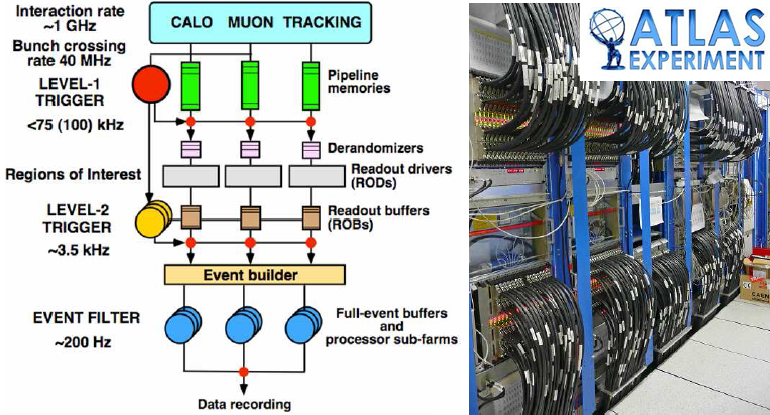 Interaction rate
~1 GHz
CALO MUON TRACKING
Bunch crossing
rate 40 MHz
LEVEL-1
TRIGGER
Pipeline
memories
<75 (100) kHz
Derandomizers
Regions of Interest
Readout drivers
(RODs)
LEVEL-2
TRIGGER
Readout buffers
(ROBs)
~3.5 kHz
Event builder
EVENT FILTER
~200 Hz
Full-event buffers
and
processor sub-farms
Data recording
ATLAS
EXPERIMENT
CAEN